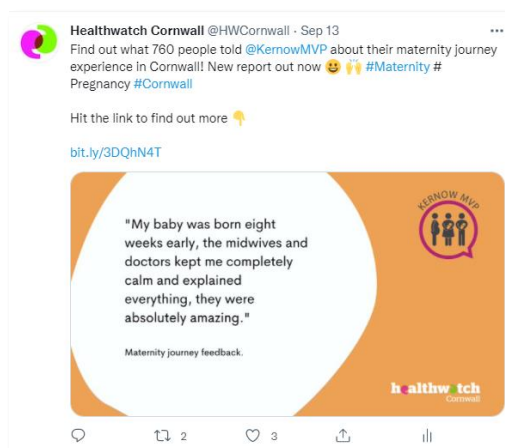 Healthwatch Cornwall @HWCornwall · Sep 13
Find out what 760 people told @KernowMVP about their maternity journey
experience in Cornwall! New report out now 😃 🙌 #Maternity #
Pregnancy #Cornwall
Hit the link to find out more 👇
bit.ly/3DQhN4T
KERNOW MVP
"My baby was born eight
weeks early, the midwives and
doctors kept me completely
calm and explained
everything, they were
absolutely amazing."
Maternity journey feedback.
healthwatch
Cornwall
2 3